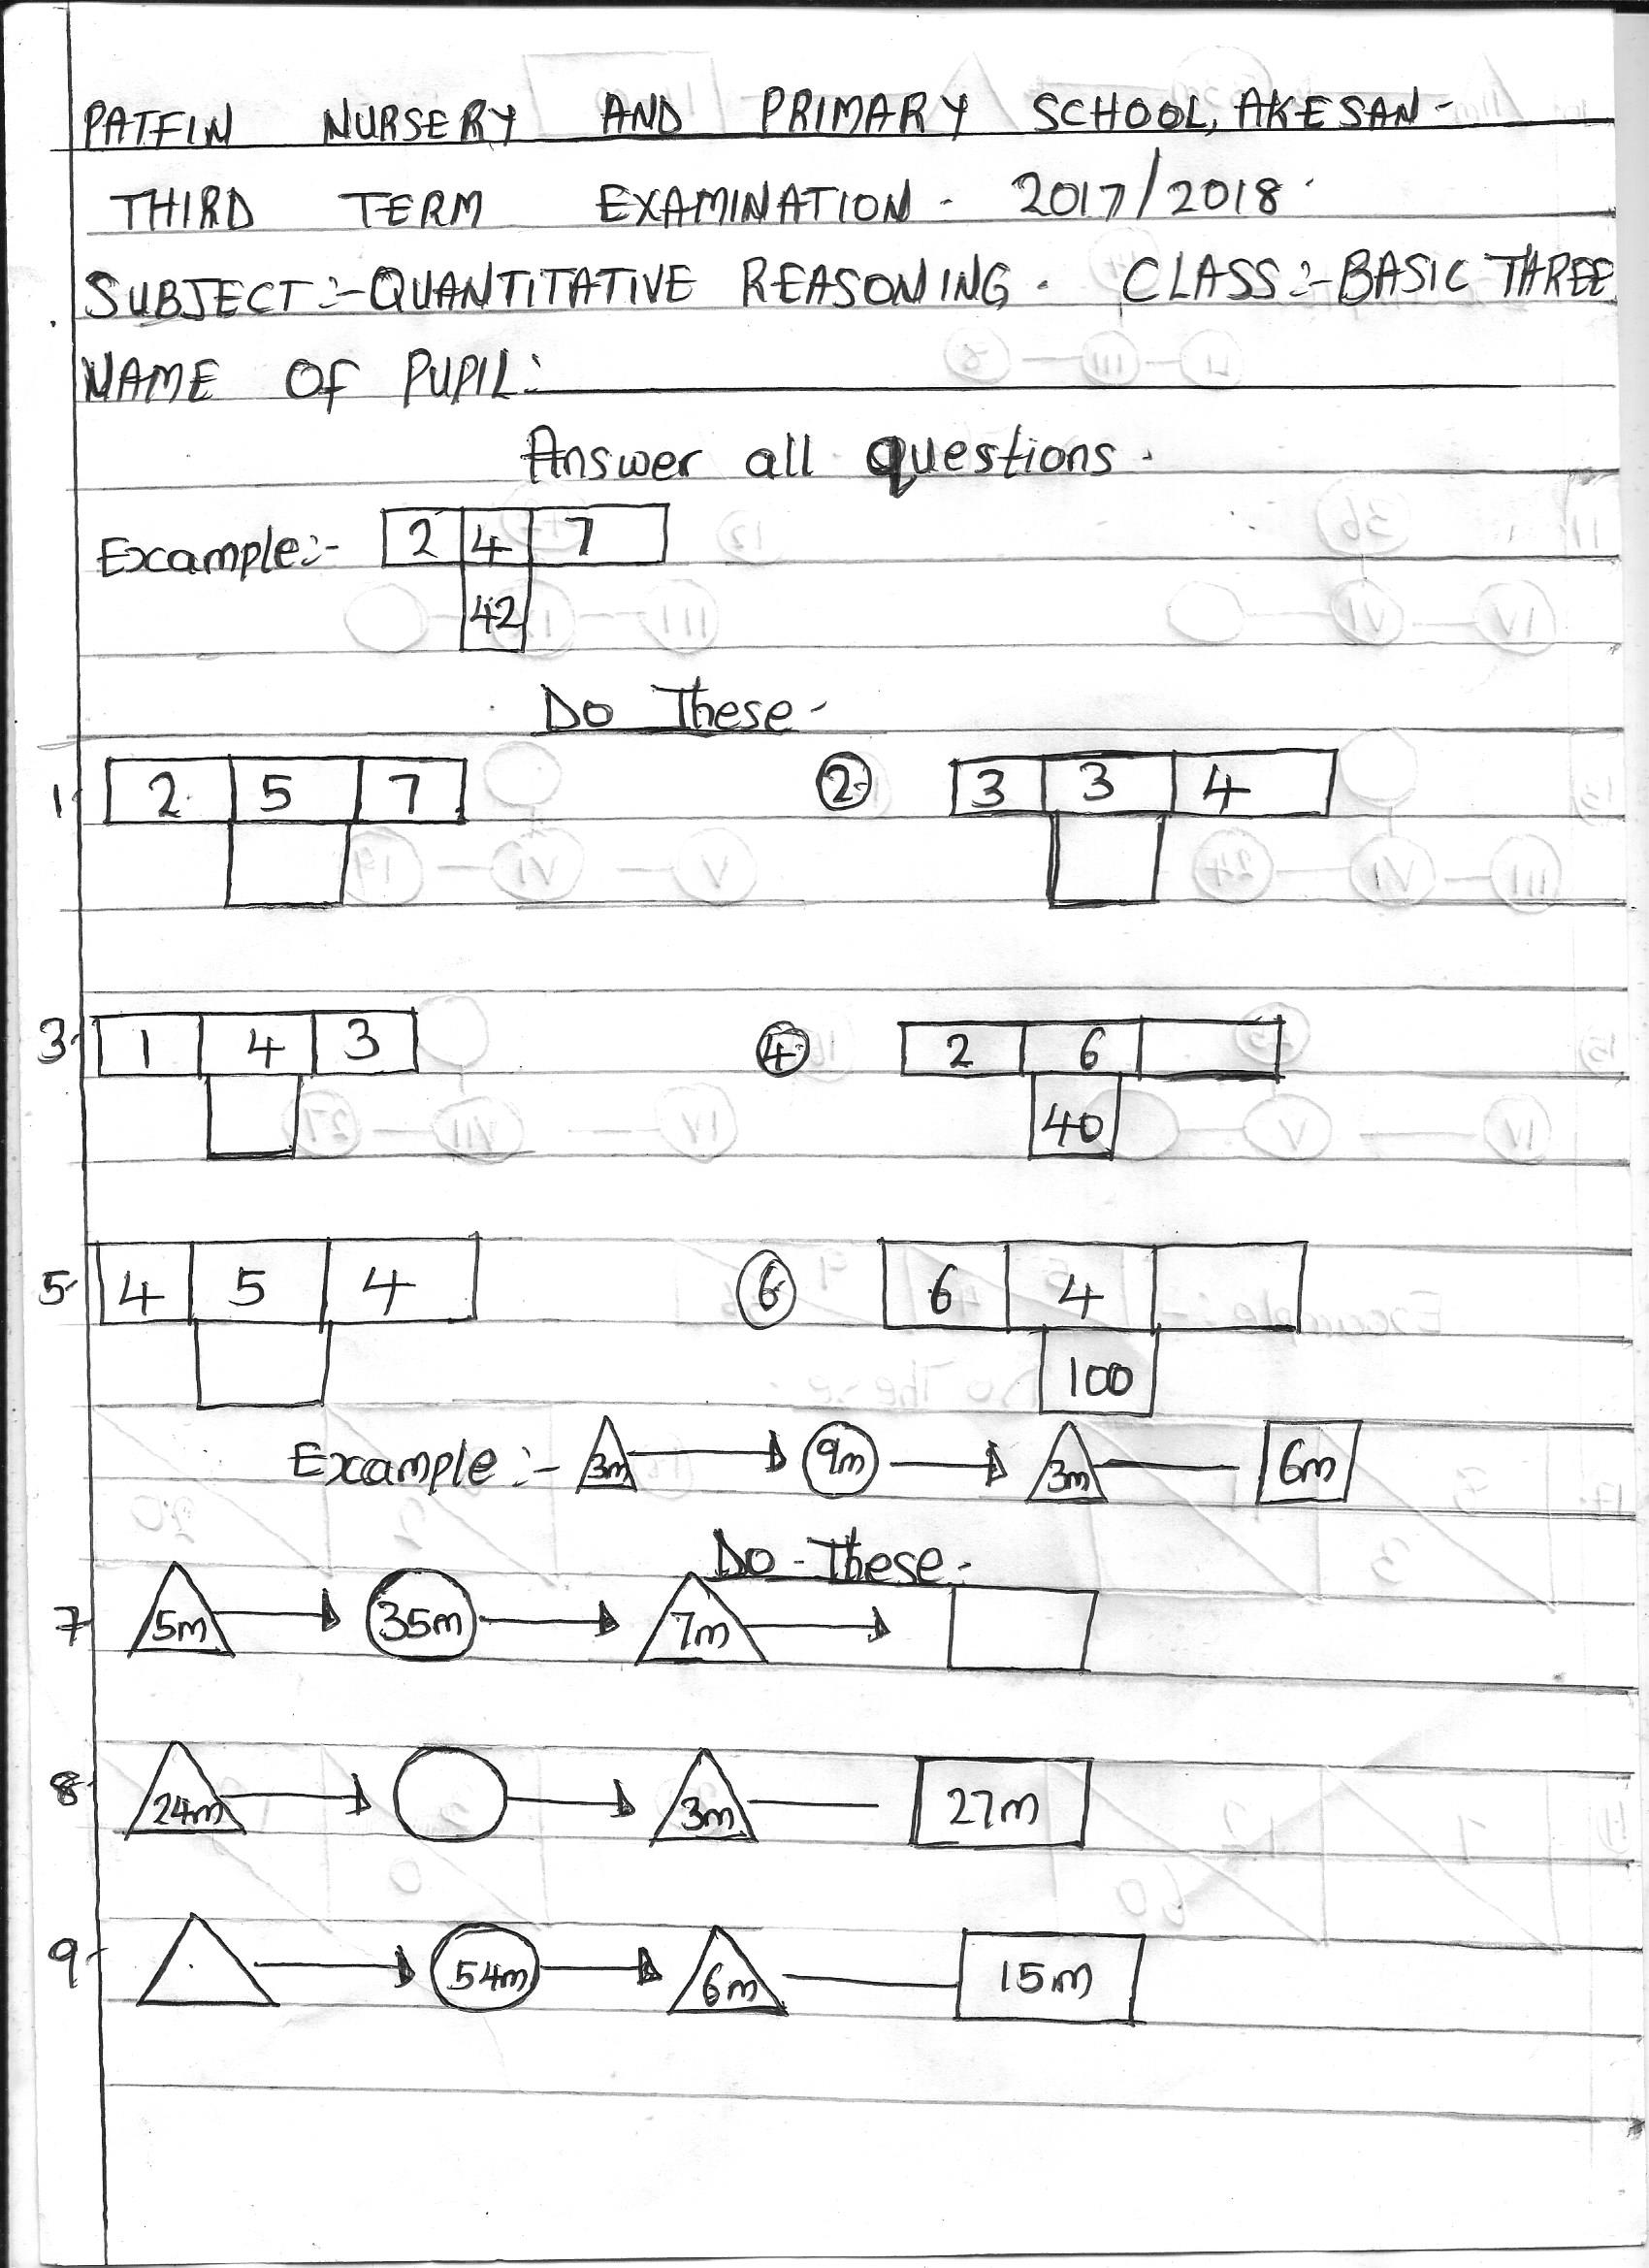 PATFIN NURSERY AND PRIMARY SCHOOL, AKESAN-
THIRD TERM EXAMINATION - 2017/2018.
SUBJECT:-QUANTITATIVE REASONING. CLASS:-BASIC THREE
NAME OF PUPIL:
Answer all questions.
Example:- 2 4 7
42
Do These-
1. 2 5 7 2. 3 3 4
3. 1 4 3 4. 2 6
40
5. 4 5 4 6 6 4
100
Example:- 3m 9m 3m 6m
Do These-
7. 5m 35m 7m
8. 24m 3m 27m
9. 54m 6m 15m